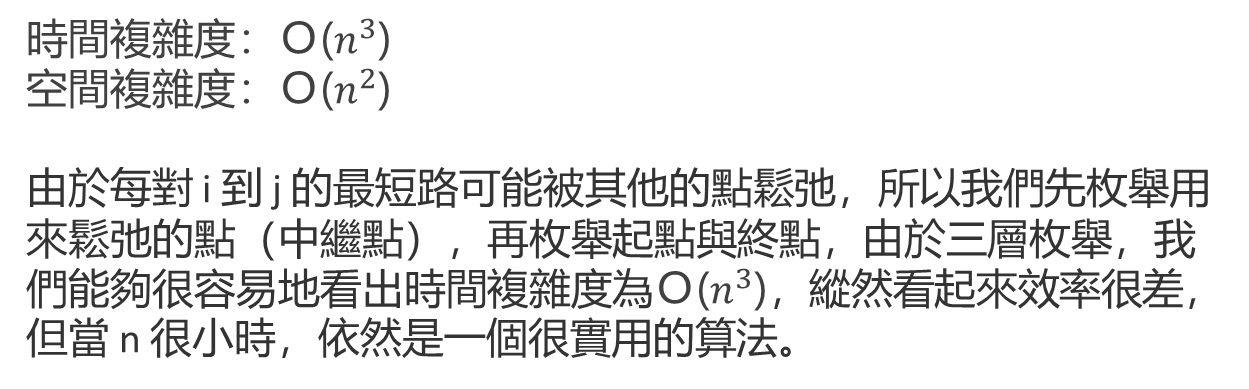 時間複雜度：O(n³)
空間複雜度：O(n²)
由於每對 i 到 j 的最短路可能被其他的點鬆弛，所以我們先枚舉用
來鬆弛的點（中繼點），再枚舉起點與終點，由於三層枚舉，我
們能夠很容易地看出時間複雜度為O(n³)，縱然看起來效率很差，
但當 n 很小時，依然是一個很實用的算法。